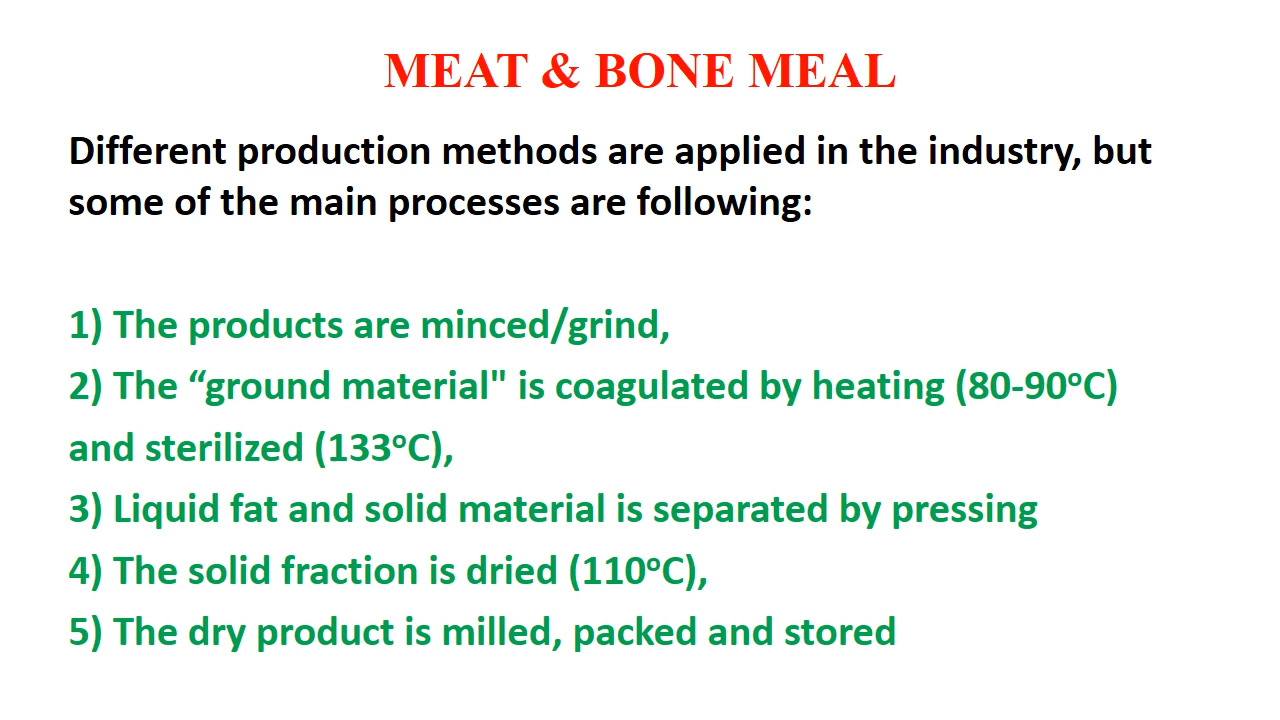 MEAT & BONE MEAL
Different production methods are applied in the industry, but
some of the main processes are following:
1) The products are minced/grind,
2) The “ground material" is coagulated by heating (80-90ºC)
and sterilized (133ºC),
3) Liquid fat and solid material is separated by pressing
4) The solid fraction is dried (110ºC),
5) The dry product is milled, packed and stored